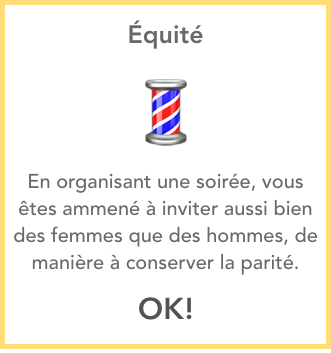 Équité
En organisant une soirée, vous
êtes ammené à inviter aussi bien
des femmes que des hommes, de
manière à conserver la parité.
OK!